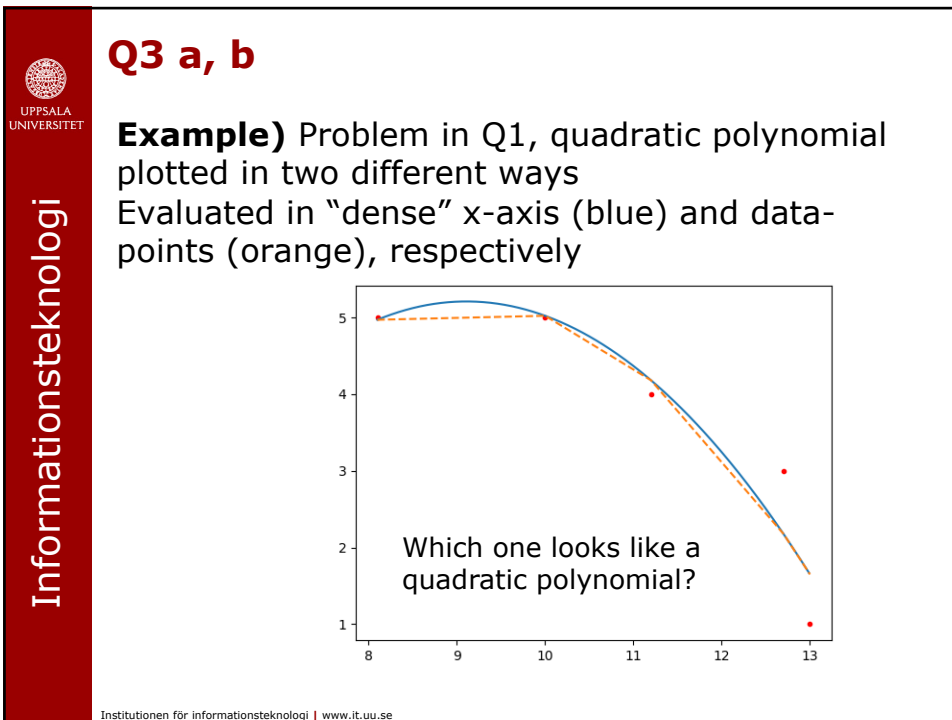 Q3 a, b
UPPSALA
UNIVERSITET
Informationsteknologi
Example) Problem in Q1, quadratic polynomial
plotted in two different ways
Evaluated in “dense” x-axis (blue) and data-
points (orange), respectively
5
4
3
2
1
Which one looks like a
quadratic polynomial?
8 9 10 11 12 13
Institutionen för informationsteknologi | www.it.uu.se